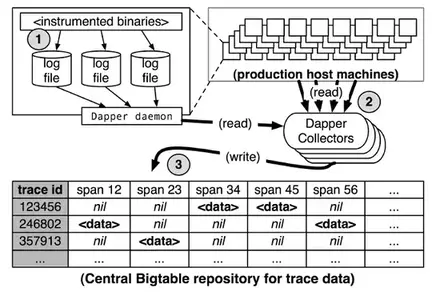 <instrumented binaries>
1
log file
log file
log file
Dapper daemon
(production host machines)
(read)
2
(read)
Dapper Collectors
3
(write)
trace id span 12 span 23 span 34 span 45 span 56 ...
123456 nil nil <data> <data> nil ...
246802 <data> nil nil nil <data> ...
357913 nil <data> nil nil nil ...
... ... ... ... ... ... ...
(Central Bigtable repository for trace data)